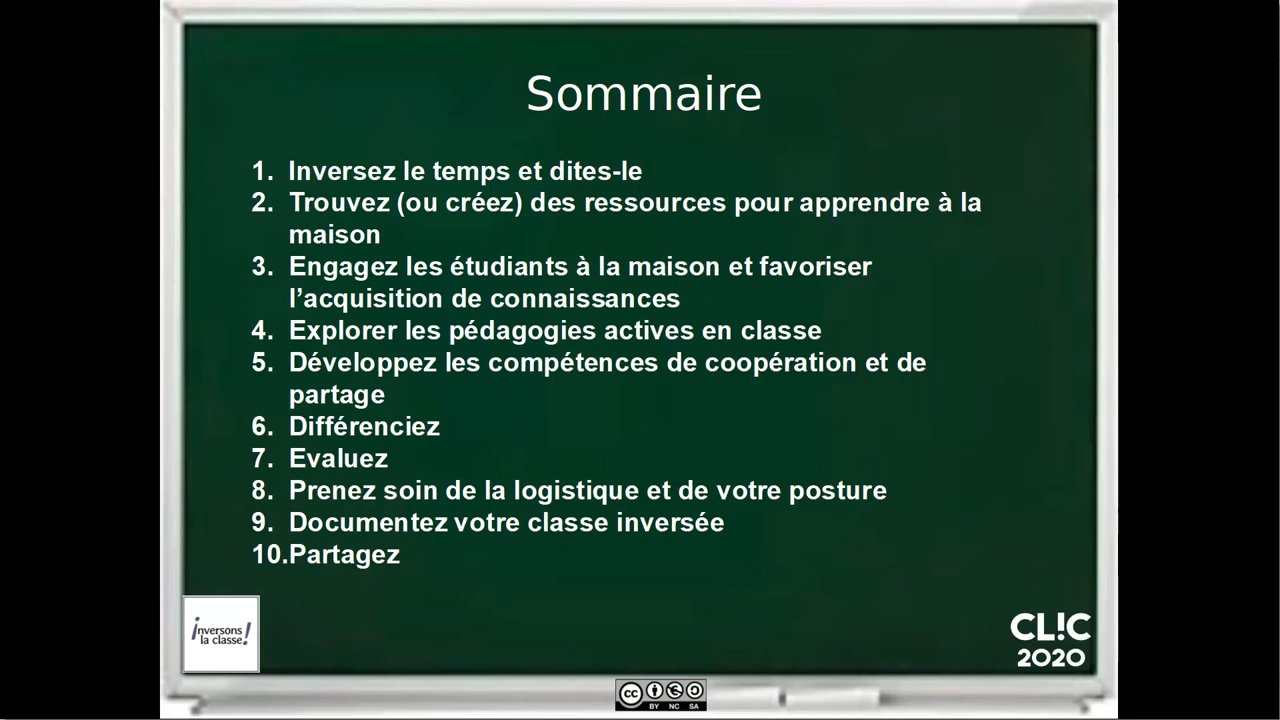 Sommaire
1. Inversez le temps et dites-le
2. Trouvez (ou créez) des ressources pour apprendre à la
maison
3. Engagez les étudiants à la maison et favoriser
l’acquisition de connaissances
4. Explorer les pédagogies actives en classe
5. Développez les compétences de coopération et de
partage
6. Différenciez
7. Evaluez
8. Prenez soin de la logistique et de votre posture
9. Documentez votre classe inversée
10.Partagez
inversons
la classe!
CL!C
2020
cc
BY NC SA